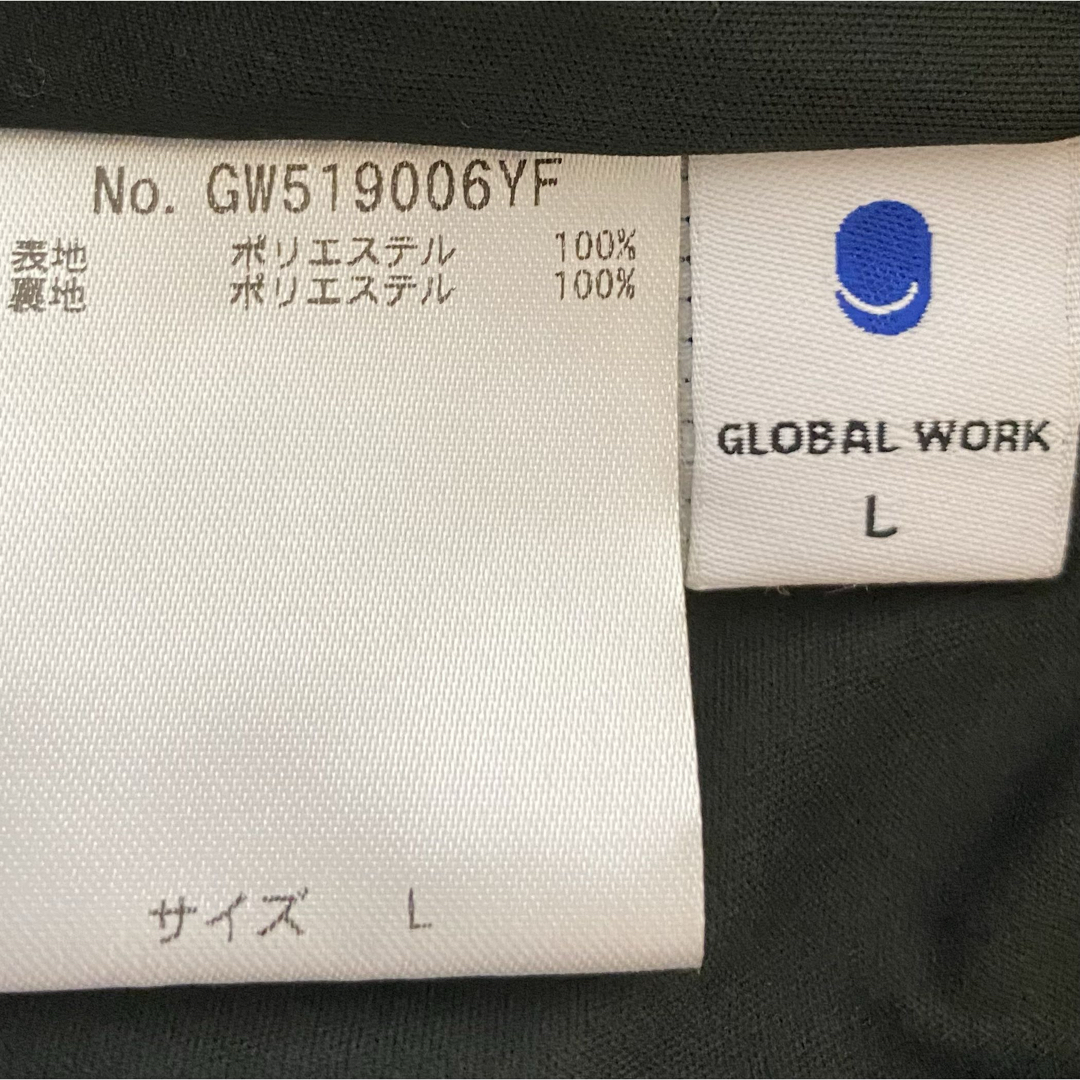 No. GW519006YF
表地 ポリエステル 100%
裏地 ポリエステル 100%
サイズ L
GLOBAL WORK
L